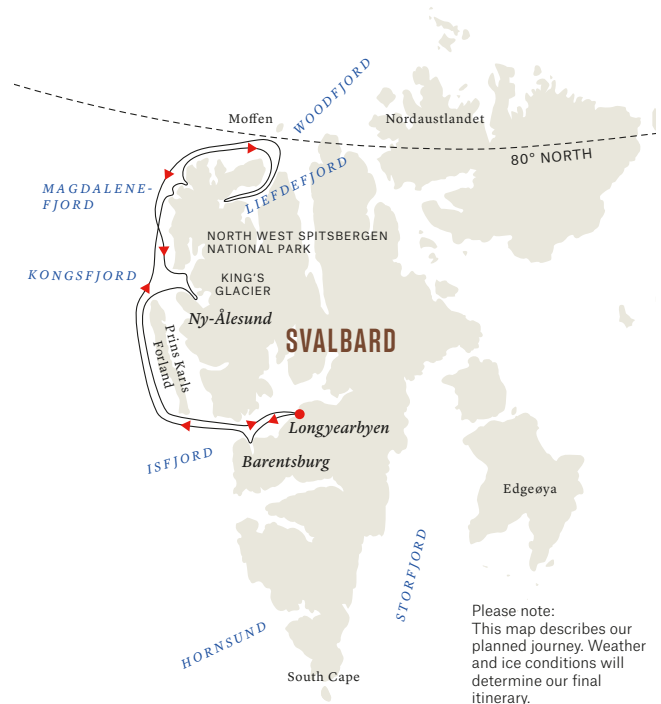 WOODFJORD
Moffen
Nordaustlandet
80° NORTH
LIEFDEFJORD
MAGDALENE-
FJORD
NORTH WEST SPITSBERGEN
NATIONAL PARK
KONGSFJORD
KING'S
GLACIER
Ny-Ålesund
Prins Karls
Forland
SVALBARD
Longyearbyen
ISFJORD
Barentsburg
Edgeøya
STORFJORD
HORNSUND
South Cape
Please note:
This map describes our
planned journey. Weather
and ice conditions will
determine our final
itinerary.